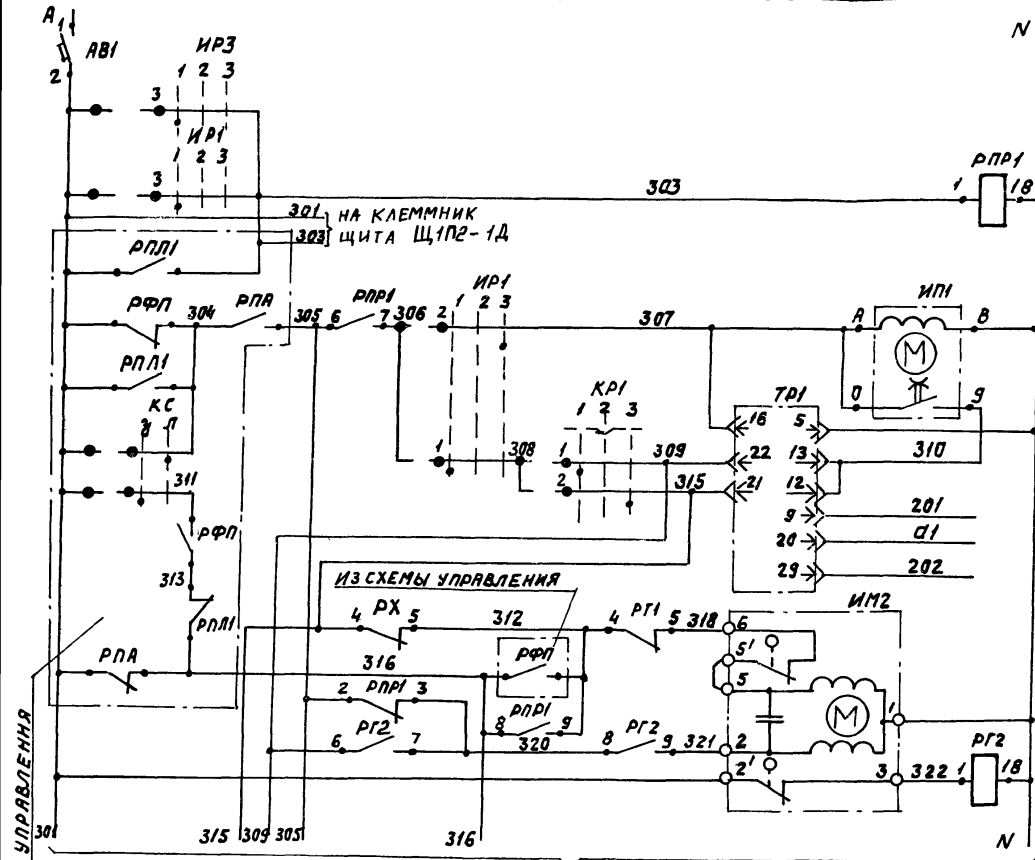 А 1 N
АВ1 ИР3
2 1 2 3
3
ИР1
1 2 3
3 303 РПР1
1 18
301 НА КЛЕММНИК
303 ЩИТА Щ1П2-1Д
РПЛ1
РФП 304 РПА 305 6 РПР1 7 306 2 ИР1 1 2 3 307 ИП1 А В
М
РПЛ1 КР1 О 9
КС 1 2 3 ТР1
У Л 16 5
1 308 1 309 22 13 310
311 2 315 21 12
9 201
РФП 20 d1
29 202
313 ИЗ СХЕМЫ УПРАВЛЕНИЯ
РПЛ1 4 РХ 5 312 4 РТ1 5 318 6 ИМ2
5'
РПА 316 РФП 5
2 РПР1 3 М 1
8 РПР1 9
6 РГ2 7 320 8 РГ2 9 321 2 РГ2
2' 3 322 1 18
УПРАВЛЕНИЯ
301 315 309 305 316 N